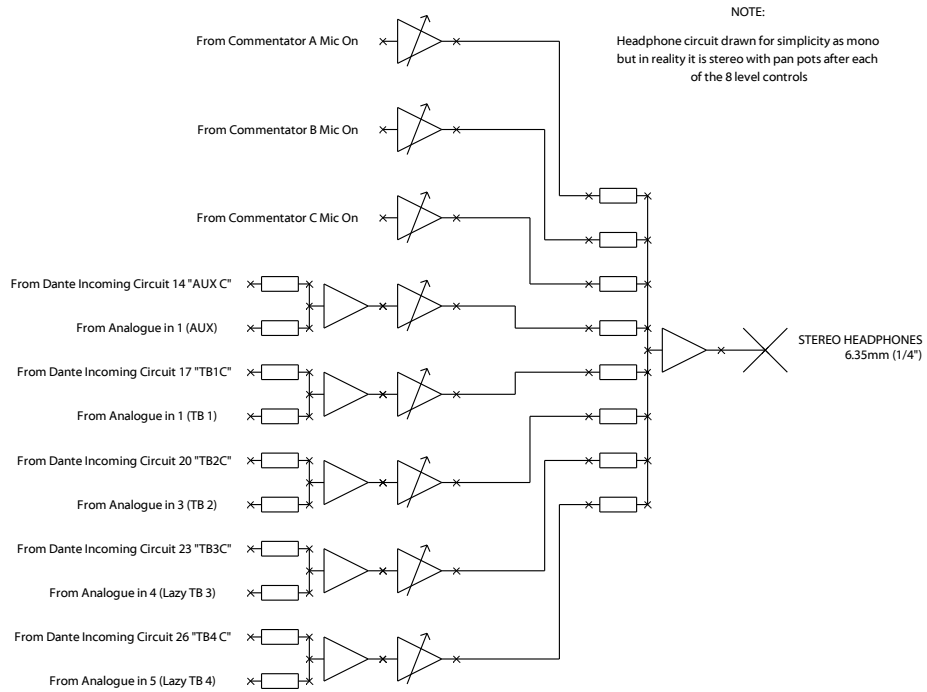 NOTE:
Headphone circuit drawn for simplicity as mono
but in reality it is stereo with pan pots after each
of the 8 level controls
From Commentator A Mic On
From Commentator B Mic On
From Commentator C Mic On
From Dante Incoming Circuit 14 "AUX C"
From Analogue in 1 (AUX)
From Dante Incoming Circuit 17 "TB1C"
From Analogue in 1 (TB 1)
From Dante Incoming Circuit 20 "TB2C"
From Analogue in 3 (TB 2)
From Dante Incoming Circuit 23 "TB3C"
From Analogue in 4 (Lazy TB 3)
From Dante Incoming Circuit 26 "TB4 C"
From Analogue in 5 (Lazy TB 4)
STEREO HEADPHONES
6.35mm (1/4")